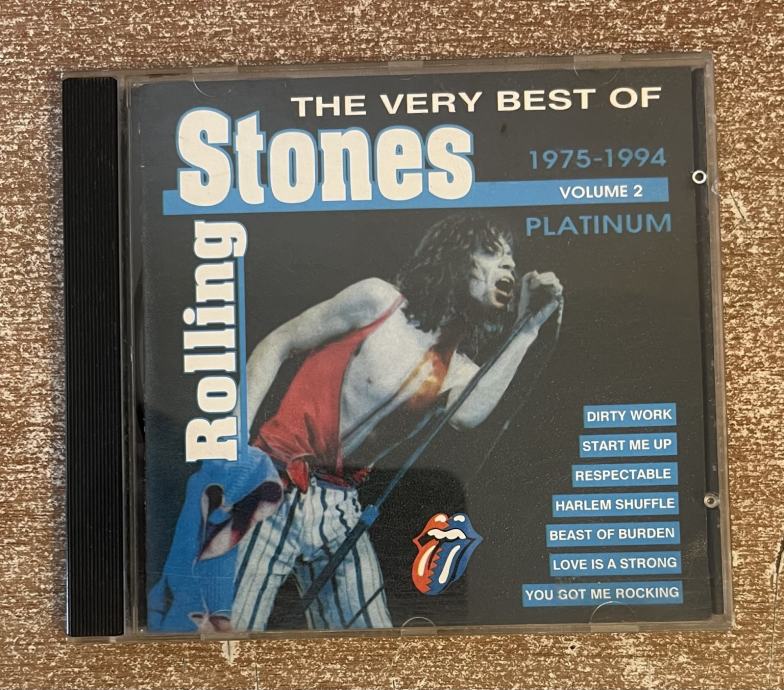 THE VERY BEST OF
Rolling
Stones
1975-1994
VOLUME 2
PLATINUM
DIRTY WORK
START ME UP
RESPECTABLE
HARLEM SHUFFLE
BEAST OF BURDEN
LOVE IS A STRONG
YOU GOT ME ROCKING